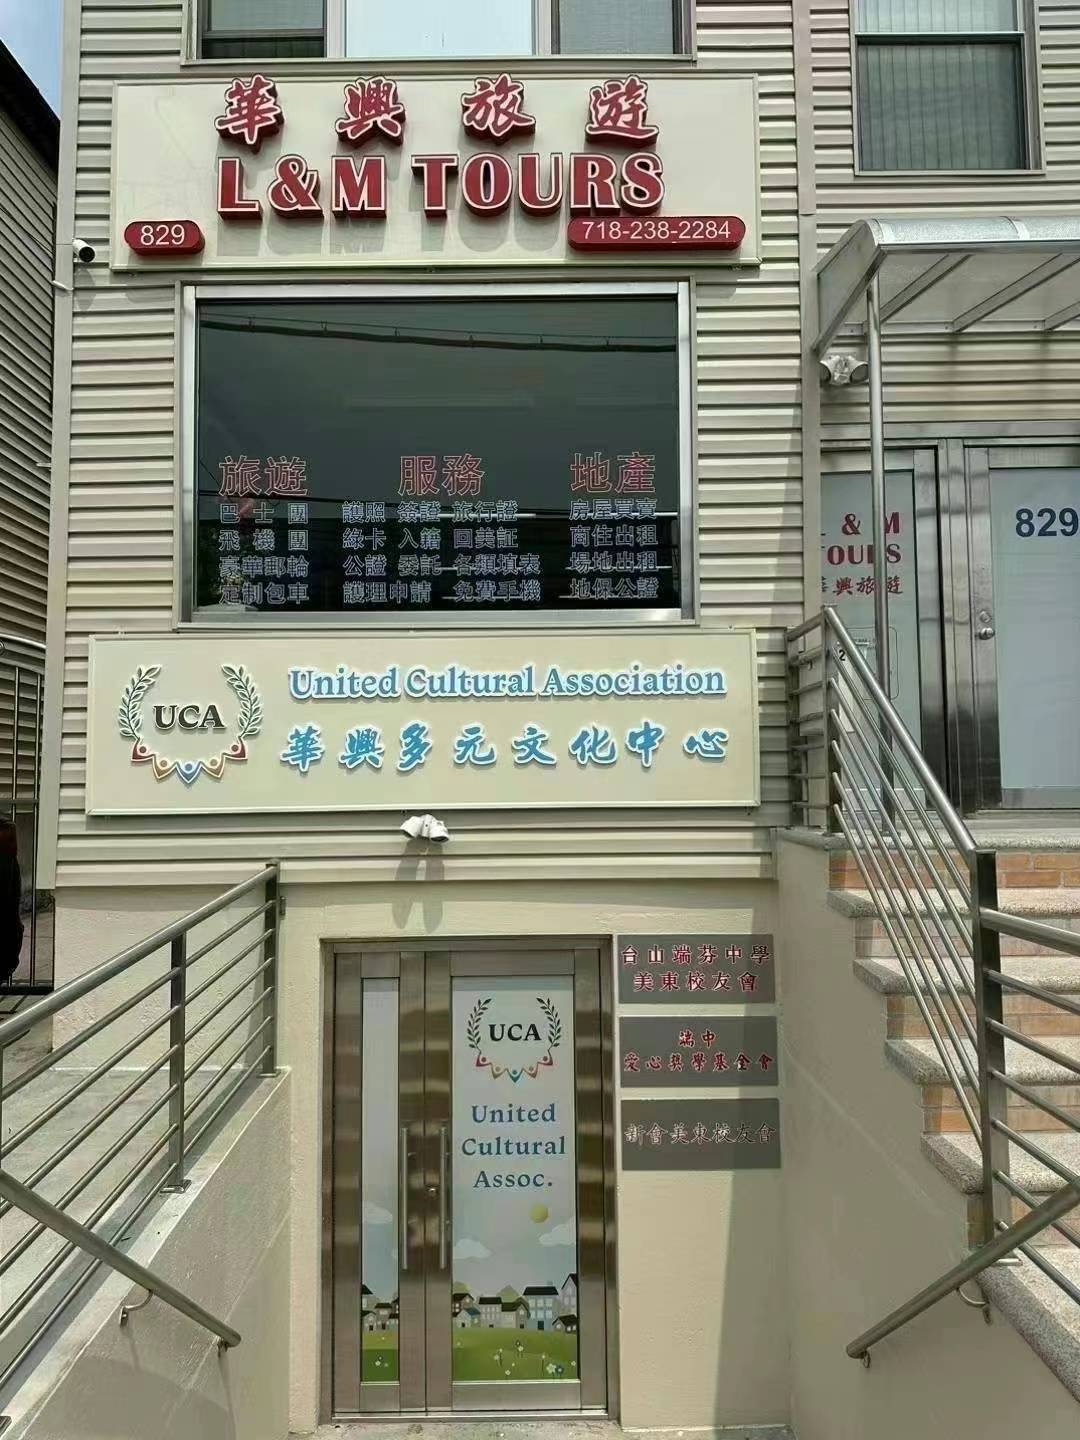 華興旅遊
L&M TOURS
829
718-238-2284
旅遊 服務 地產
巴士團 護照 簽證 旅行證 房屋買賣
飛機團 綠卡 入籍 回美証 商住出租
豪華郵輪 公證 委託 各類填表 場地出租
定制包車 護理申請 免費手機 地保公證
L & M
TOURS
華興旅遊
829
2
UCA
United Cultural Association
華興多元文化中心
台山端芬中學
美東校友會
端中
愛心獎學基金會
新會美東校友會
UCA
United
Cultural
Assoc.